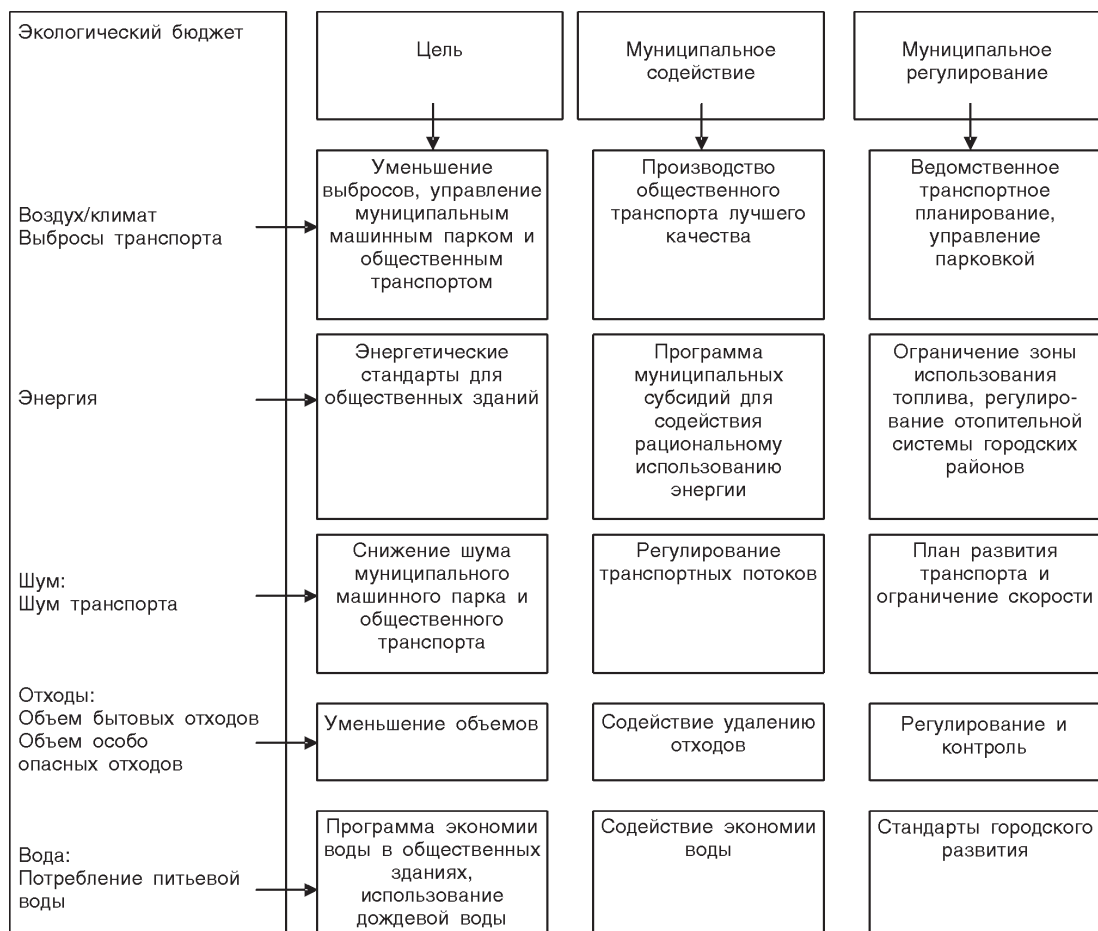 Экологический бюджет
Цель
Муниципальное
содействие
Муниципальное
регулирование
Воздух/климат
Выбросы транспорта
Уменьшение
выбросов, управление
муниципальным
машинным парком и
общественным
транспортом
Производство
общественного
транспорта лучшего
качества
Ведомственное
транспортное
планирование,
управление
парковкой
Энергия
Энергетические
стандарты для
общественных зданий
Программа
муниципальных
субсидий для
содействия
рациональному
использованию
энергии
Ограничение зоны
использования
топлива, регулиро-
вание отопительной
системы городских
районов
Шум:
Шум транспорта
Снижение шума
муниципального
машинного парка и
общественного
транспорта
Регулирование
транспортных потоков
План развития
транспорта и
ограничение скорости
Отходы:
Объем бытовых отходов
Объем особо
опасных отходов
Уменьшение объемов
Содействие удалению
отходов
Регулирование и
контроль
Вода:
Потребление питьевой
воды
Программа экономии
воды в общественных
зданиях,
использование
дождевой воды
Содействие экономии
воды
Стандарты городского
развития